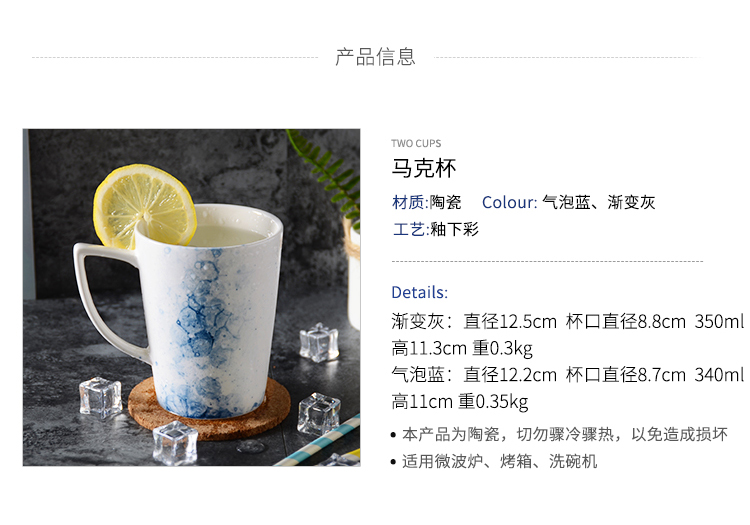 产品信息
TWO CUPS
马克杯
材质:陶瓷 Colour: 气泡蓝、渐变灰
工艺:釉下彩
Details:
渐变灰：直径12.5cm 杯口直径8.8cm 350ml
高11.3cm 重0.3kg
气泡蓝：直径12.2cm 杯口直径8.7cm 340ml
高11cm 重0.35kg
• 本产品为陶瓷，切勿骤冷骤热，以免造成损坏
• 适用微波炉、烤箱、洗碗机